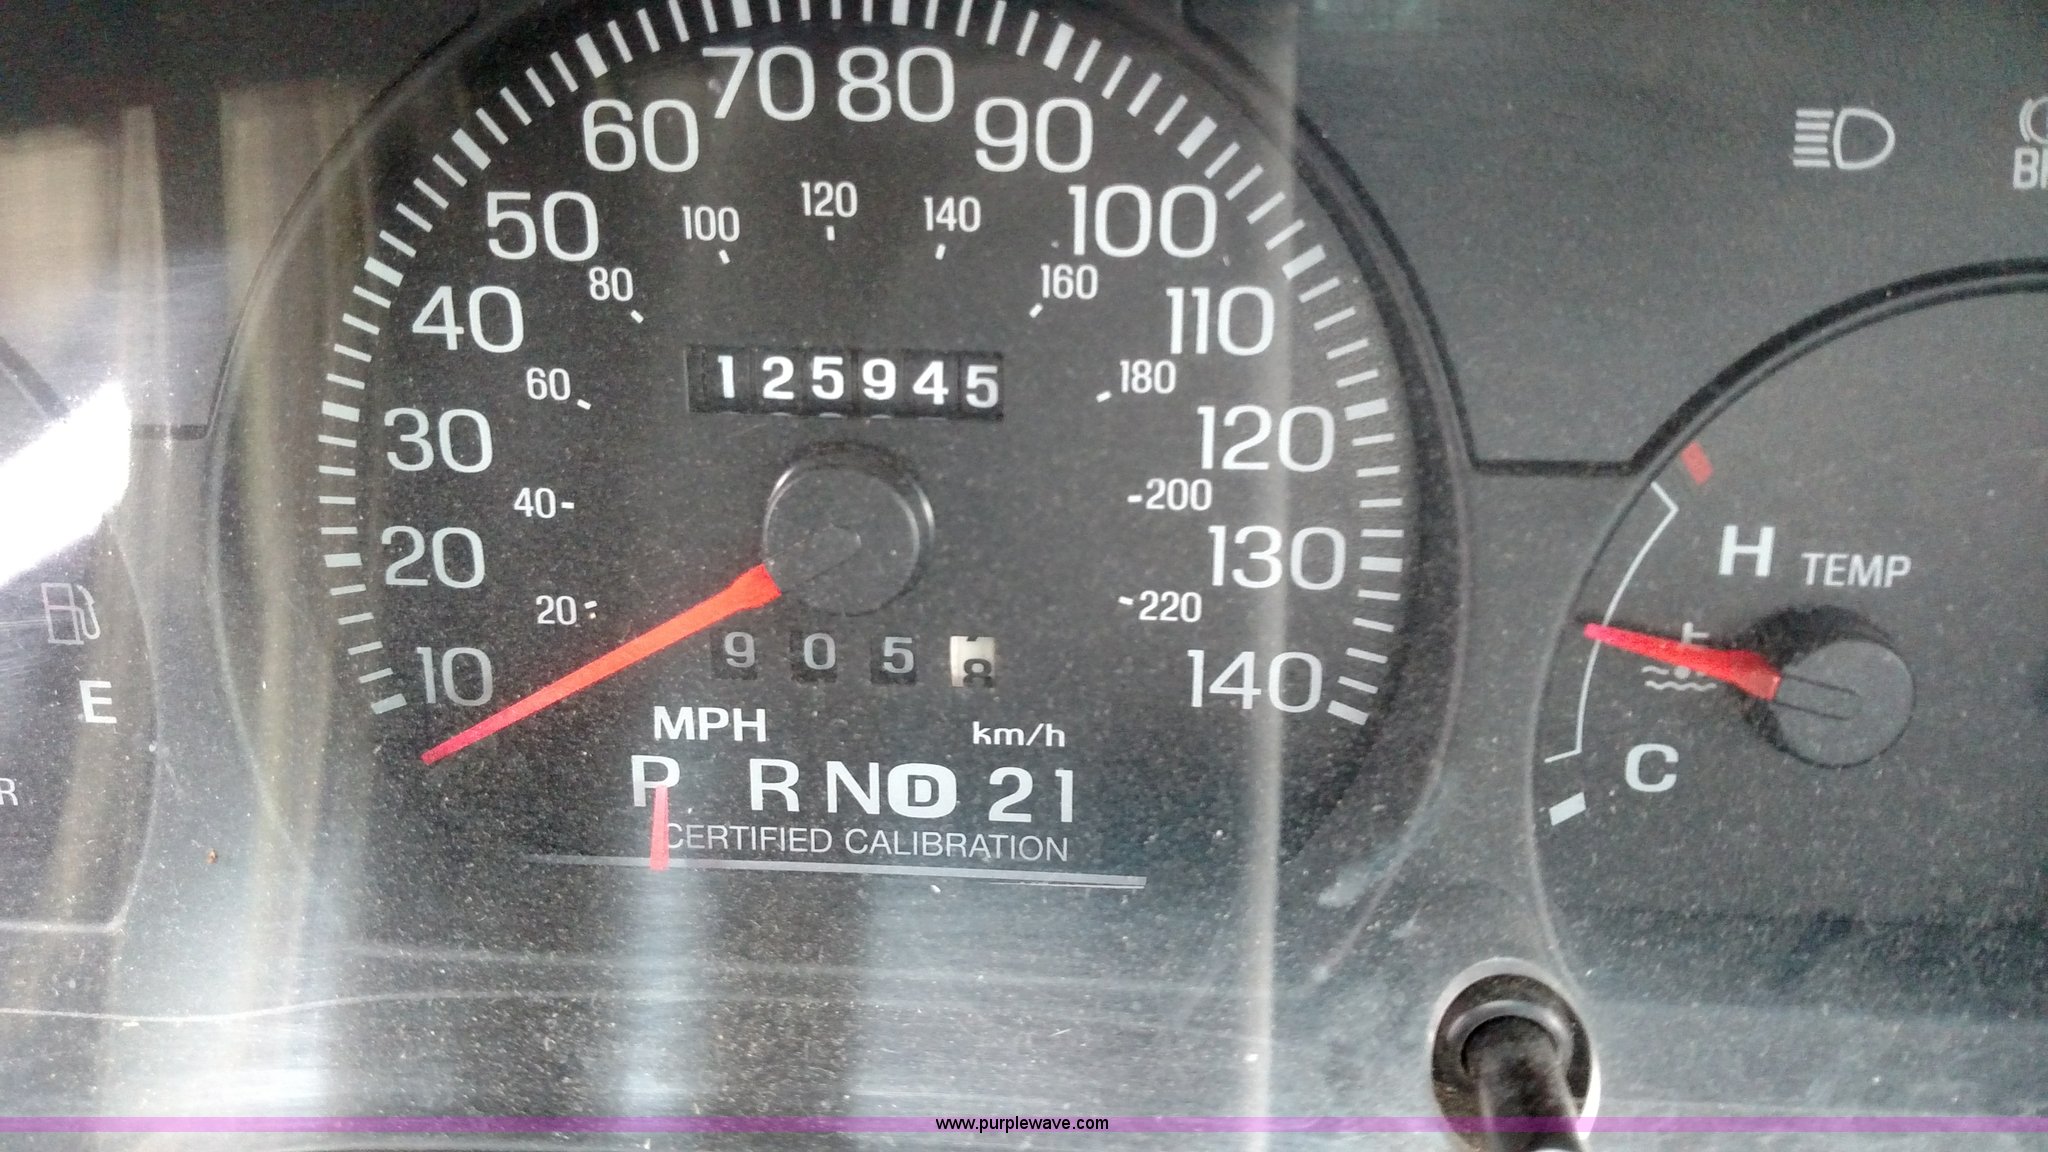 70 80
60 90
50 100
100 120 140
80 160
40 110
60 180
125945
30 120
40 200
20 130
20 220
10 140
905
MPH km/h
P R N D 2 1
CERTIFIED CALIBRATION
E
H TEMP
C
www.purplewave.com